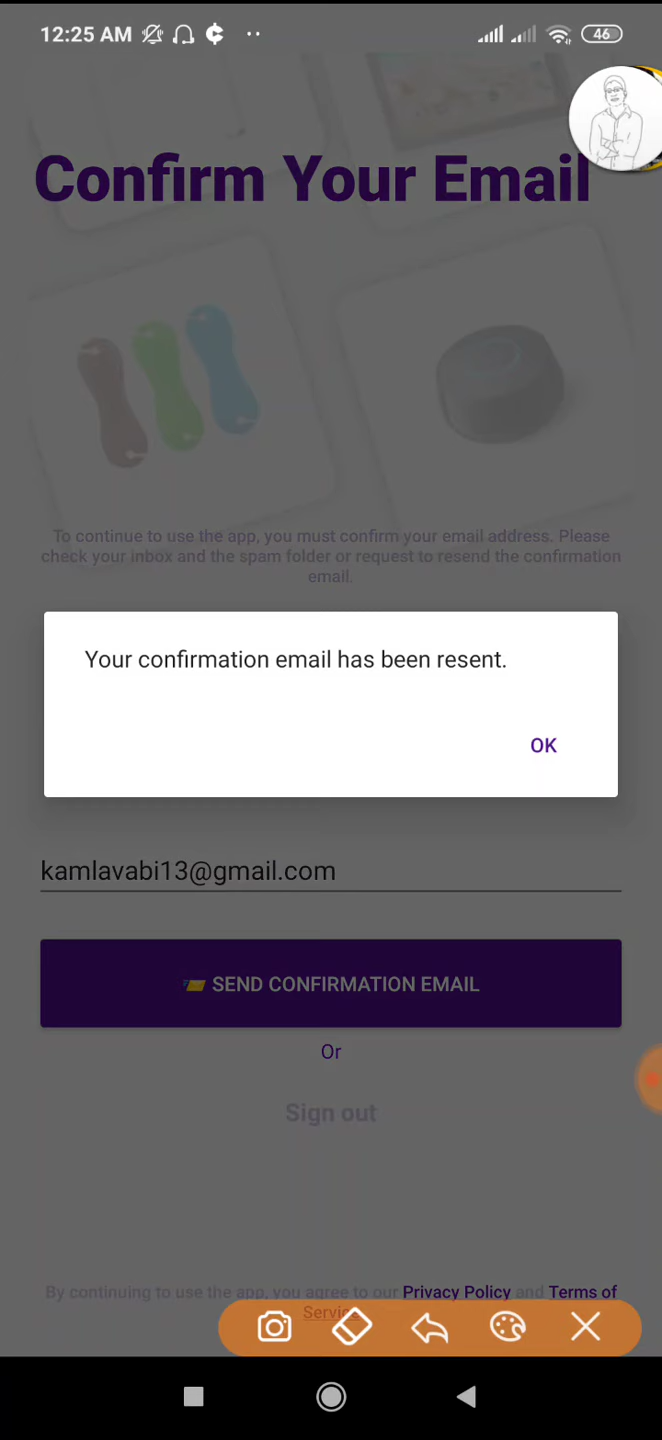 12:25 AM
46
Confirm Your Email
To continue to use the app, you must confirm your email address. Please
check your inbox and the spam folder or request to resend the confirmation
email.
Your confirmation email has been resent.
OK
kamlavabi13@gmail.com
SEND CONFIRMATION EMAIL
Or
Sign out
By continuing to use the app, you agree to our Privacy Policy and Terms of
Service